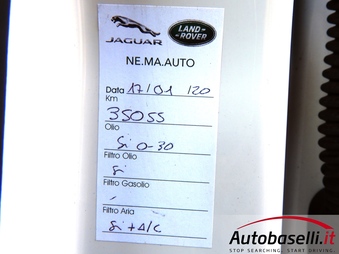 JAGUAR
LAND-
ROVER
NE.MA.AUTO
Data 17/01/20
Km
35055
Olio
Si 0-30
Filtro Olio
Si
Filtro Gasolio
-
Filtro Aria
Si + A/C
Autobaselli.it
STOP SEARCHING. START DRIVING.